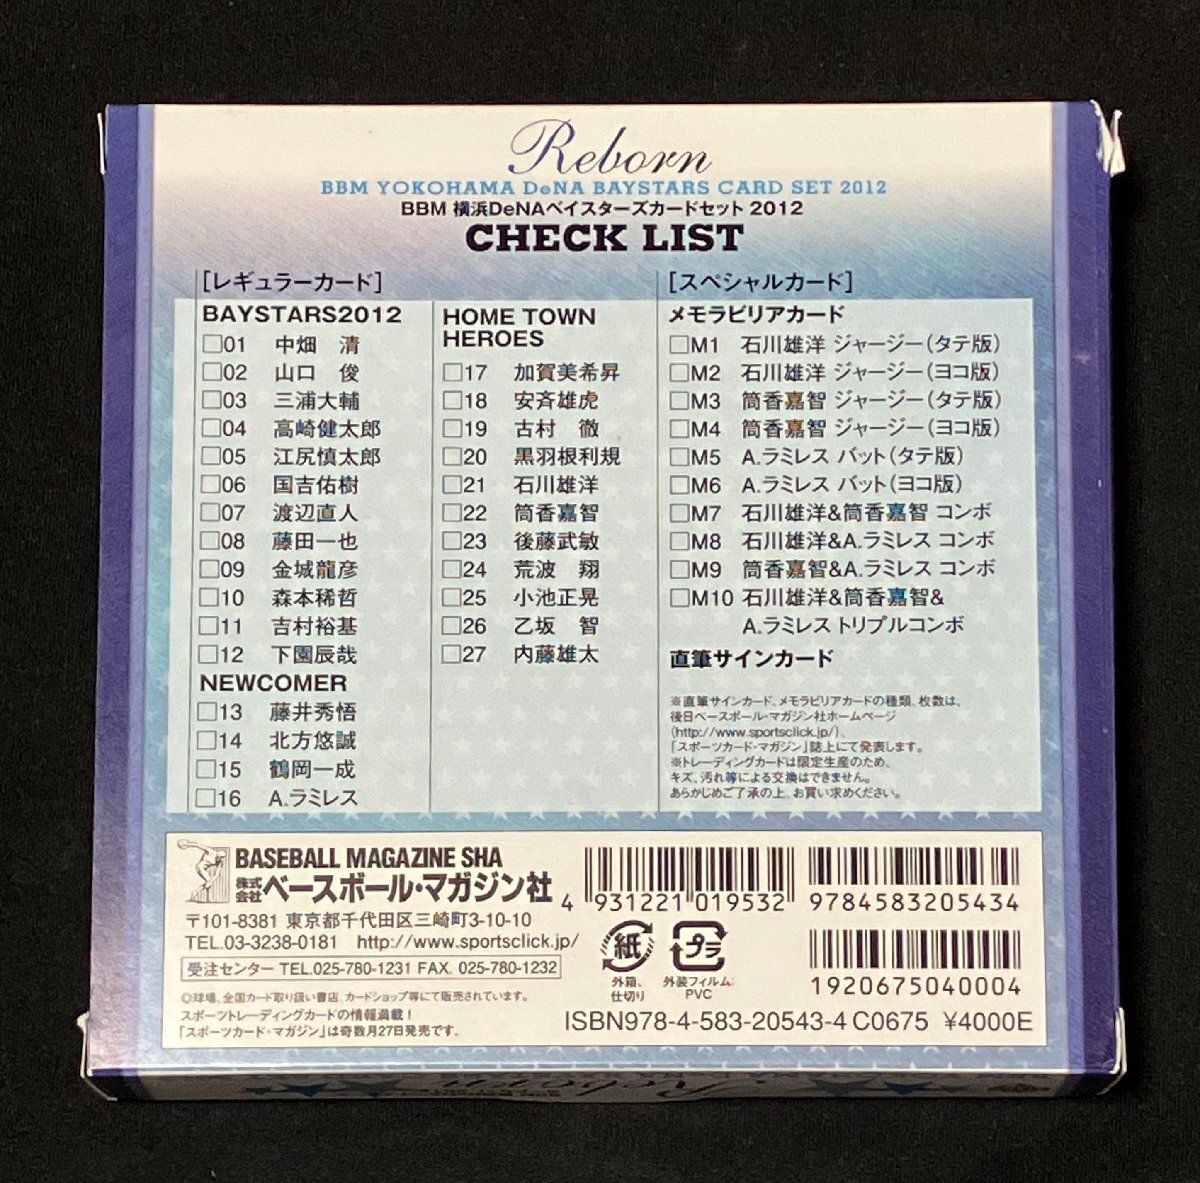 Reborn
BBM YOKOHAMA DeNA BAYSTARS CARD SET 2012
BBM 横浜DeNAベイスターズカードセット 2012
CHECK LIST
[レギュラーカード]
BAYSTARS2012
□01 中畑 清
□02 山口 俊
□03 三浦大輔
□04 高崎健太郎
□05 江尻慎太郎
□06 国吉佑樹
□07 渡辺直人
□08 藤田一也
□09 金城龍彦
□10 森本稀哲
□11 吉村裕基
□12 下園辰哉
NEWCOMER
□13 藤井秀悟
□14 北方悠誠
□15 鶴岡一成
□16 A.ラミレス
HOME TOWN
HEROES
□17 加賀美希昇
□18 安斉雄虎
□19 古村 徹
□20 黒羽根利規
□21 石川雄洋
□22 筒香嘉智
□23 後藤武敏
□24 荒波 翔
□25 小池正晃
□26 乙坂 智
□27 内藤雄太
[スペシャルカード]
メモラビリアカード
□M1 石川雄洋 ジャージー(タテ版)
□M2 石川雄洋 ジャージー(ヨコ版)
□M3 筒香嘉智 ジャージー(タテ版)
□M4 筒香嘉智 ジャージー(ヨコ版)
□M5 A.ラミレス バット(タテ版)
□M6 A.ラミレス バット(ヨコ版)
□M7 石川雄洋&筒香嘉智 コンボ
□M8 石川雄洋&A.ラミレス コンボ
□M9 筒香嘉智&A.ラミレス コンボ
□M10 石川雄洋&筒香嘉智&
A.ラミレス トリプルコンボ
直筆サインカード
※直筆サインカード、メモラビリアカードの種類、枚数は、
後日ベースボール・マガジン社ホームページ
(http://www.sportsclick.jp/)、
「スポーツカード・マガジン」誌上にて発表します。
※トレーディングカードは限定生産のため、
キズ、汚れ等による交換はできません。
あらかじめご了承の上、お買い求めください。
BASEBALL MAGAZINE SHA
株式会社ベースボール・マガジン社
〒101-8381 東京都千代田区三崎町3-10-10
TEL.03-3238-0181 http://www.sportsclick.jp/
受注センター TEL.025-780-1231 FAX. 025-780-1232
◎球場、全国カード取り扱い書店、カードショップ等にて販売されています。
スポーツトレーディングカードの情報満載!
「スポーツカード・マガジン」は奇数月27日発売です。
4 931221 019532
9784583205434
1920675040004
紙
外箱、
仕切り
プラ
外装フィルム:
PVC
ISBN978-4-583-20543-4 C0675 ¥4000E
Reborn